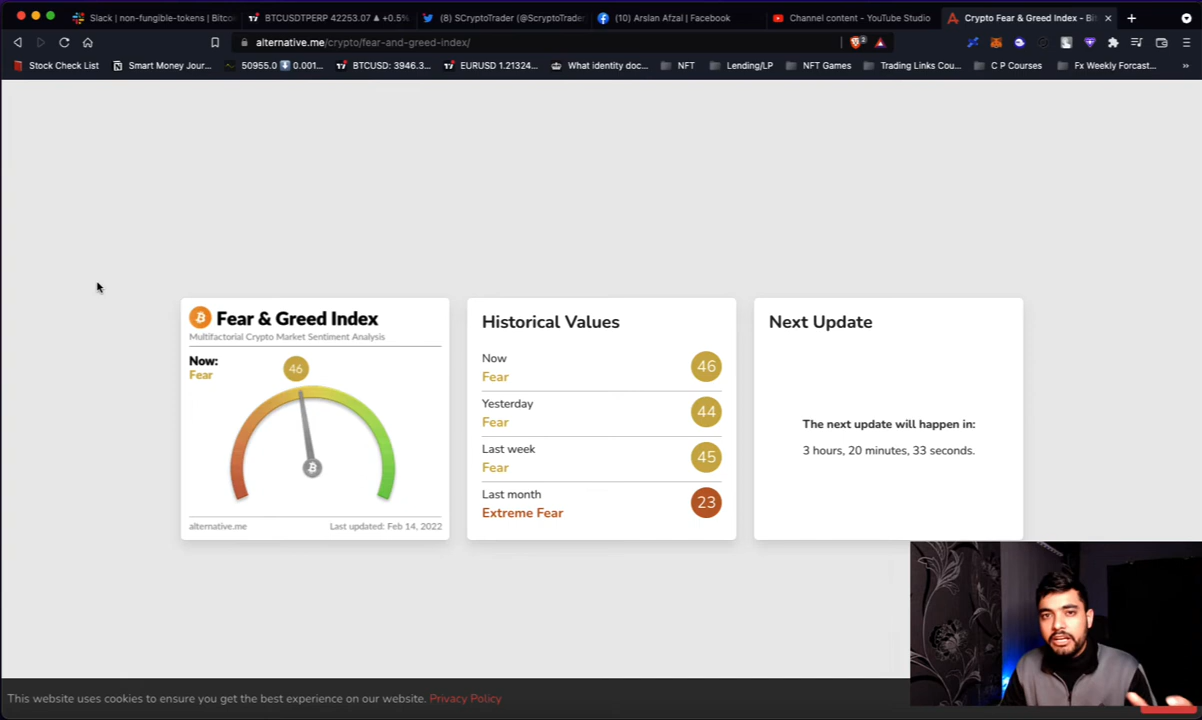 Slack | non-fungible-tokens | Bitco
BTCUSDTPERP 42253.07 ▲ +0.5%
(8) SCryptoTrader (@ScryptoTrade
(10) Arslan Afzal | Facebook
Channel content - YouTube Studio
Crypto Fear & Greed Index - Bi
alternative.me/crypto/fear-and-greed-index/
Stock Check List
Smart Money Jour...
50955.0 ⬇ 0.001...
BTCUSD: 3946.3...
EURUSD 1.21324...
What identity doc...
NFT
Lending/LP
NFT Games
Trading Links Cou...
C P Courses
Fx Weekly Forcast...
Fear & Greed Index
Multifactorial Crypto Market Sentiment Analysis
Now:
Fear
46
alternative.me
Last updated: Feb 14, 2022
Historical Values
Now
Fear
46
Yesterday
Fear
44
Last week
Fear
45
Last month
Extreme Fear
23
Next Update
The next update will happen in:
3 hours, 20 minutes, 33 seconds.
This website uses cookies to ensure you get the best experience on our website. Privacy Policy